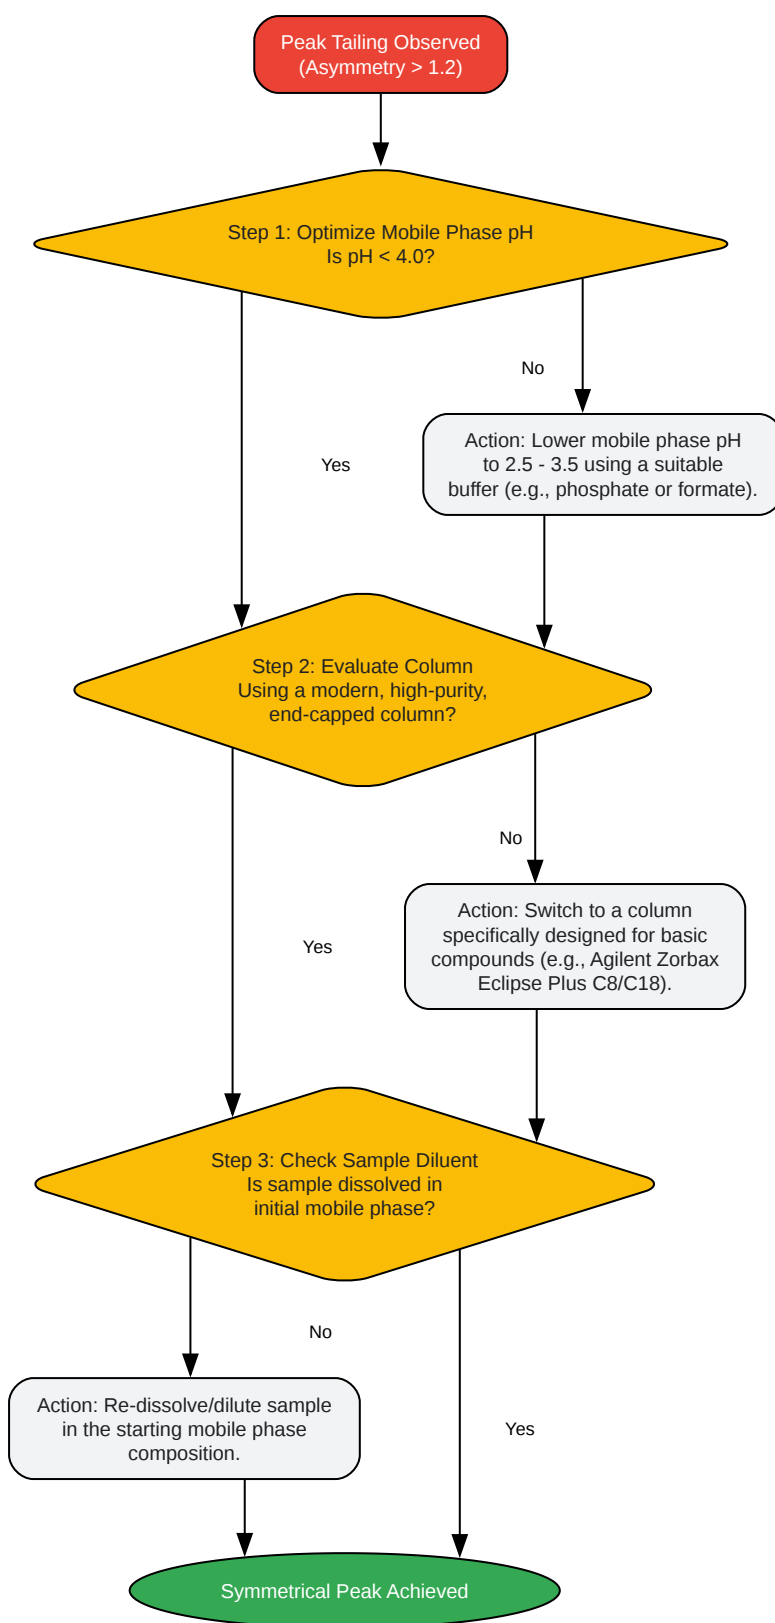 Peak Tailing Observed
(Asymmetry > 1.2)
Step 1: Optimize Mobile Phase pH
Is pH < 4.0?
No
Action: Lower mobile phase pH
to 2.5 - 3.5 using a suitable
buffer (e.g., phosphate or formate).
Yes
Step 2: Evaluate Column
Using a modern, high-purity,
end-capped column?
No
Action: Switch to a column
specifically designed for basic
compounds (e.g., Agilent Zorbax
Eclipse Plus C8/C18).
Yes
Step 3: Check Sample Diluent
Is sample dissolved in
initial mobile phase?
No
Action: Re-dissolve/dilute sample
in the starting mobile phase
composition.
Yes
Symmetrical Peak Achieved